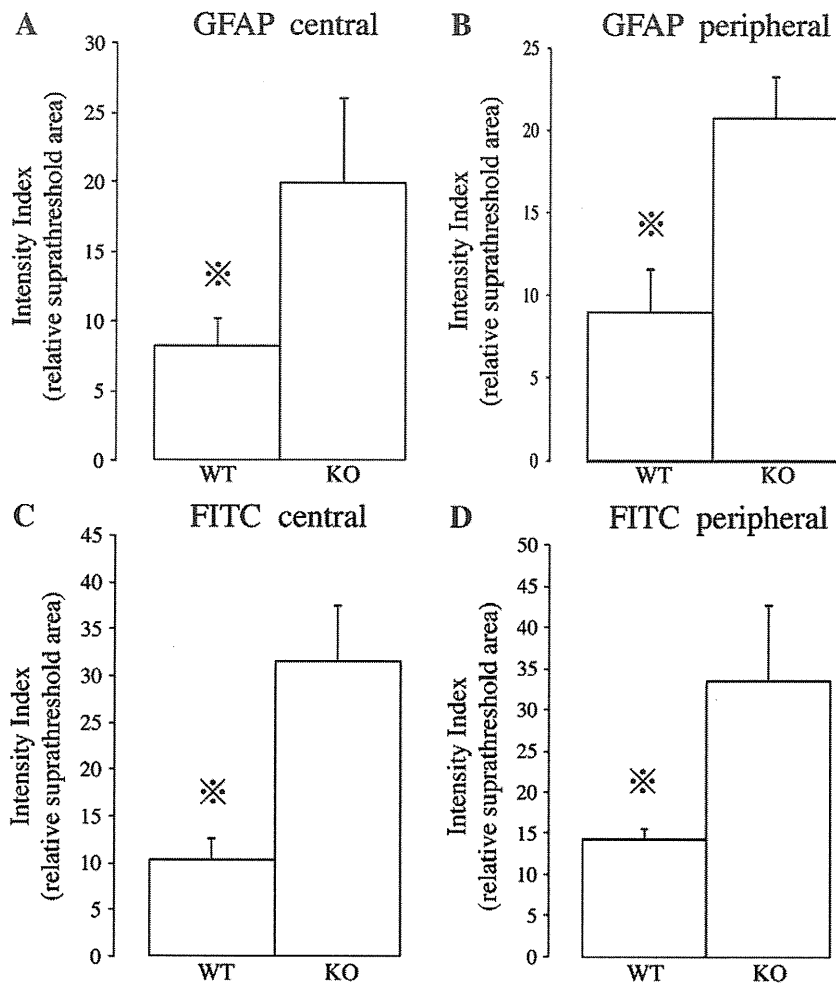 A GFAP central
Intensity Index
(relative suprathreshold area)
30
25
20
15
10
5
0
※
WT KO
B GFAP peripheral
Intensity Index
(relative suprathreshold area)
25
20
15
10
5
0
※
WT KO
C FITC central
Intensity Index
(relative suprathreshold area)
45
40
35
30
25
20
15
10
5
0
※
WT KO
D FITC peripheral
Intensity Index
(relative suprathreshold area)
50
45
40
35
30
25
20
15
10
5
0
※
WT KO